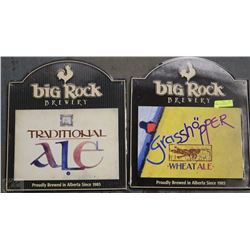 BIG ROCK
BREWERY
TRADITIONAL
ALE
Proudly Brewed in Alberta Since 1985
BIG ROCK
BREWERY
Grasshopper
WHEAT ALE
Proudly Brewed in Alberta Since 1985